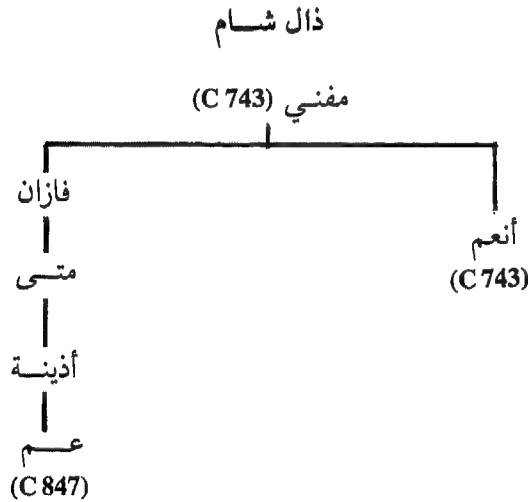 ذال شام
مفني (C 743)
فازان
أنعم
(C 743)
متى
أذينة
عم
(C 847)